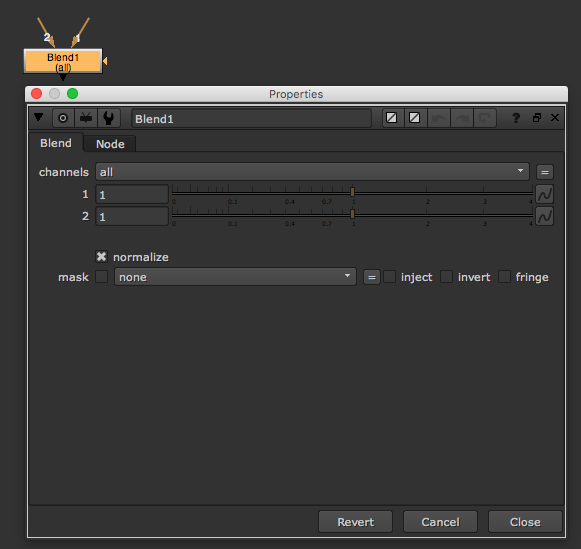 2 1
Blend1
(all)
Properties
Blend1 ?
Blend Node
channels all =
1 1 0 0.1 0.4 0.7 1 2 3 4
2 1 0 0.1 0.4 0.7 1 2 3 4
normalize
mask none = inject invert fringe
Revert Cancel Close